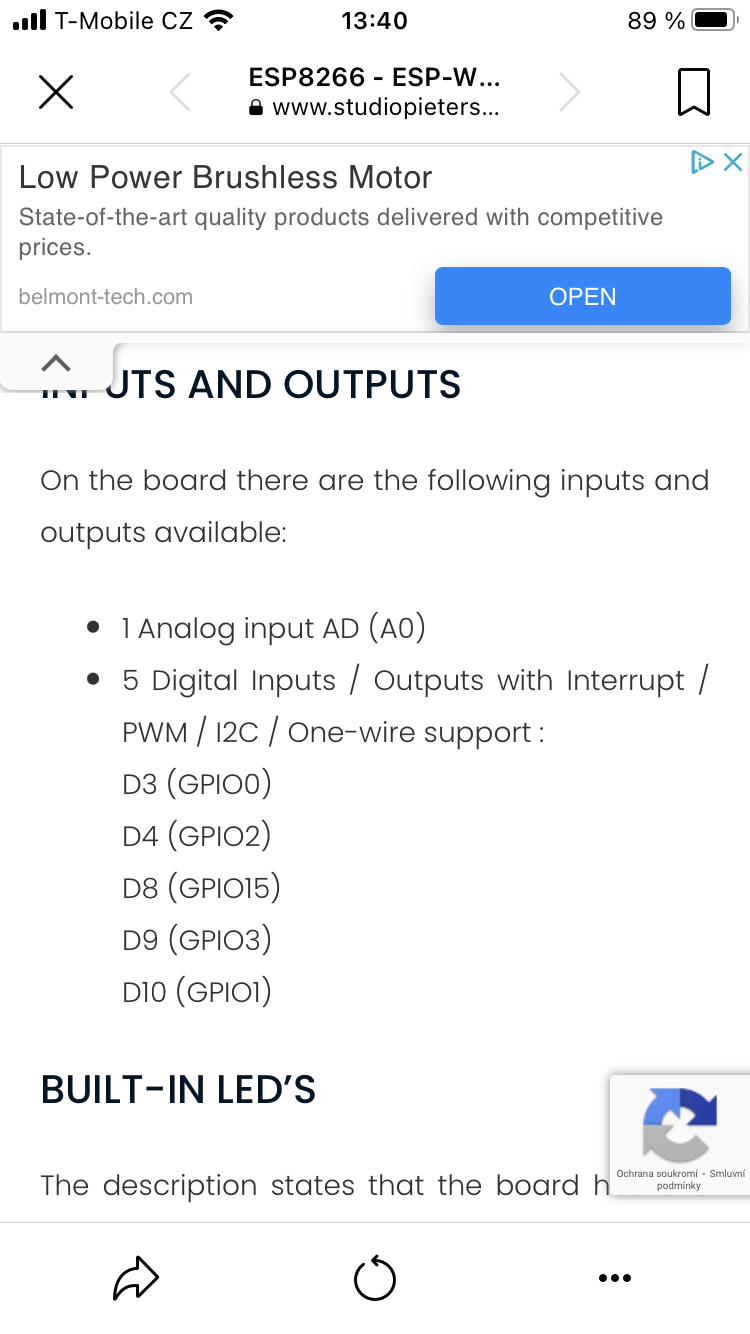 T-Mobile CZ 13:40 89 %
ESP8266 - ESP-W...
www.studiopieters...
Low Power Brushless Motor
State-of-the-art quality products delivered with competitive
prices.
belmont-tech.com
OPEN
INPUTS AND OUTPUTS
On the board there are the following inputs and
outputs available:
• 1 Analog input AD (A0)
• 5 Digital Inputs / Outputs with Interrupt /
PWM / I2C / One-wire support :
D3 (GPIO0)
D4 (GPIO2)
D8 (GPIO15)
D9 (GPIO3)
D10 (GPIO1)
BUILT-IN LED’S
The description states that the board
Ochrana soukromí - Smluvní
podmínky